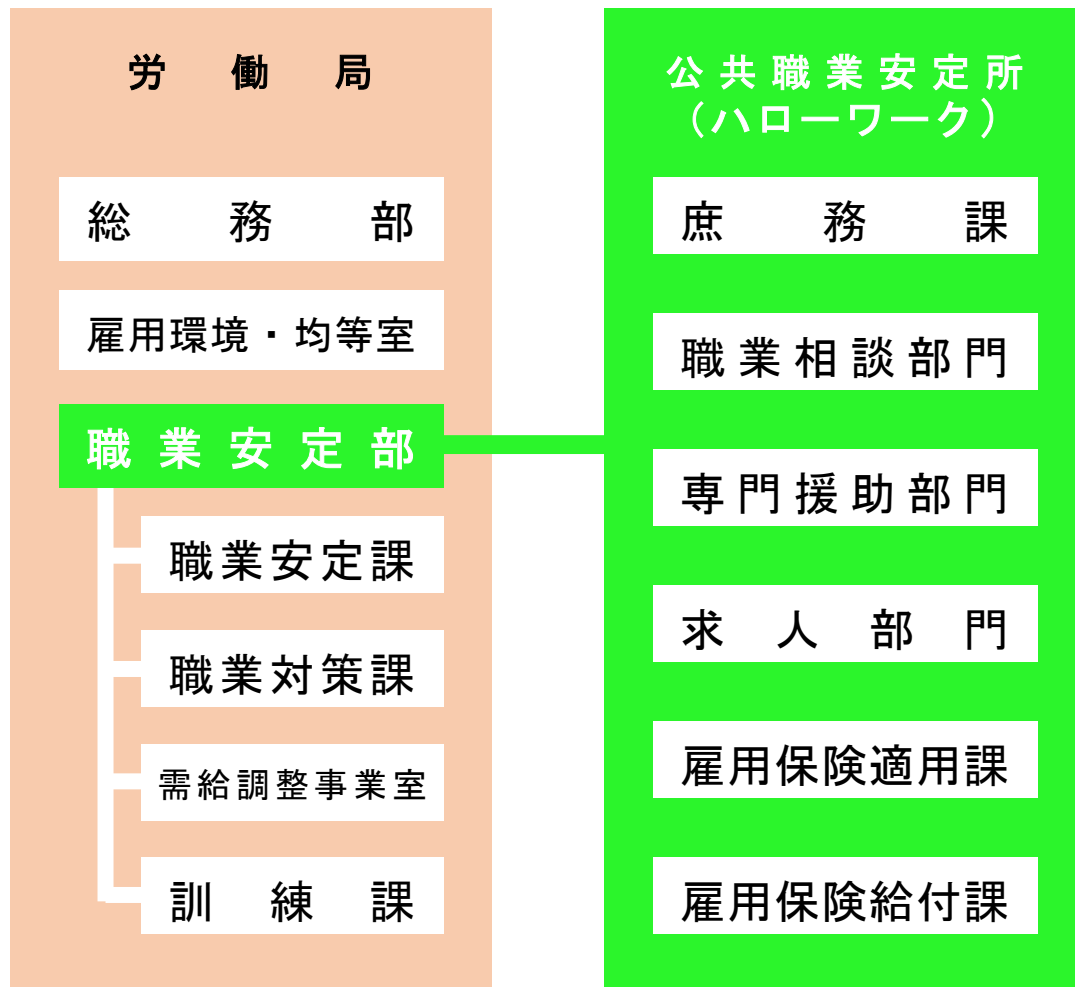 労働局
総務部
雇用環境・均等室
職業安定部
職業安定課
職業対策課
需給調整事業室
訓練課
公共職業安定所
（ハローワーク）
庶務課
職業相談部門
専門援助部門
求人部門
雇用保険適用課
雇用保険給付課